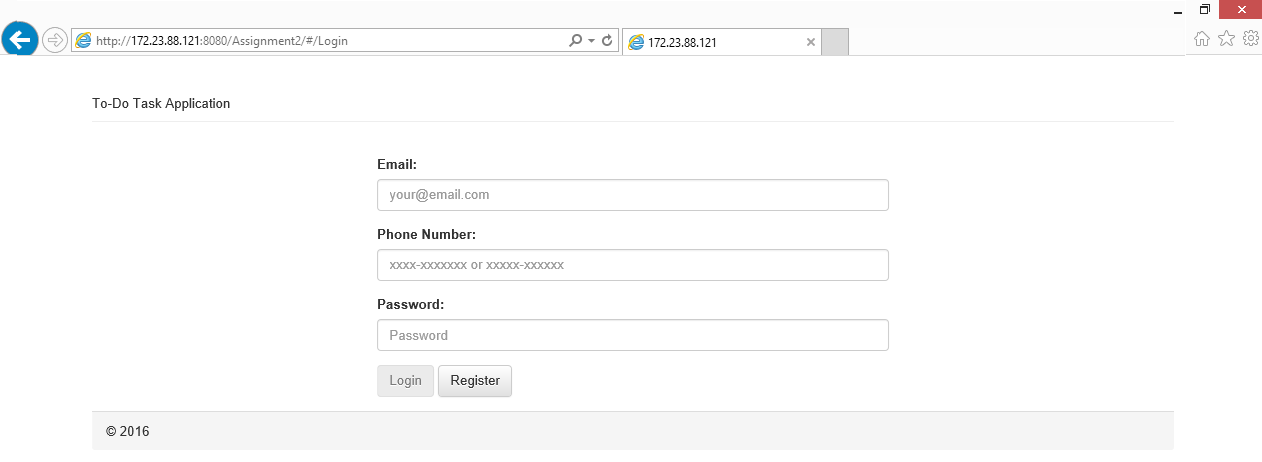 http://172.23.88.121:8080/Assignment2/#/Login
172.23.88.121
To-Do Task Application
Email:
your@email.com
Phone Number:
xxxx-xxxxxxx or xxxxx-xxxxxx
Password:
Password
Login Register
© 2016